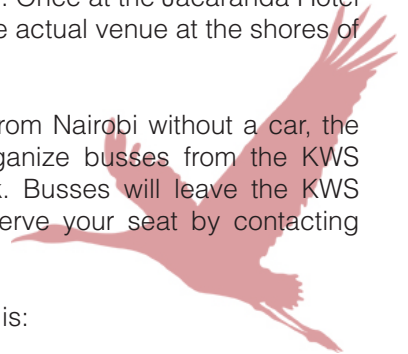 . Once at the Jacaranda Hotel
e actual venue at the shores of
rom Nairobi without a car, the
ganize busses from the KWS
k. Busses will leave the KWS
erve your seat by contacting
is: